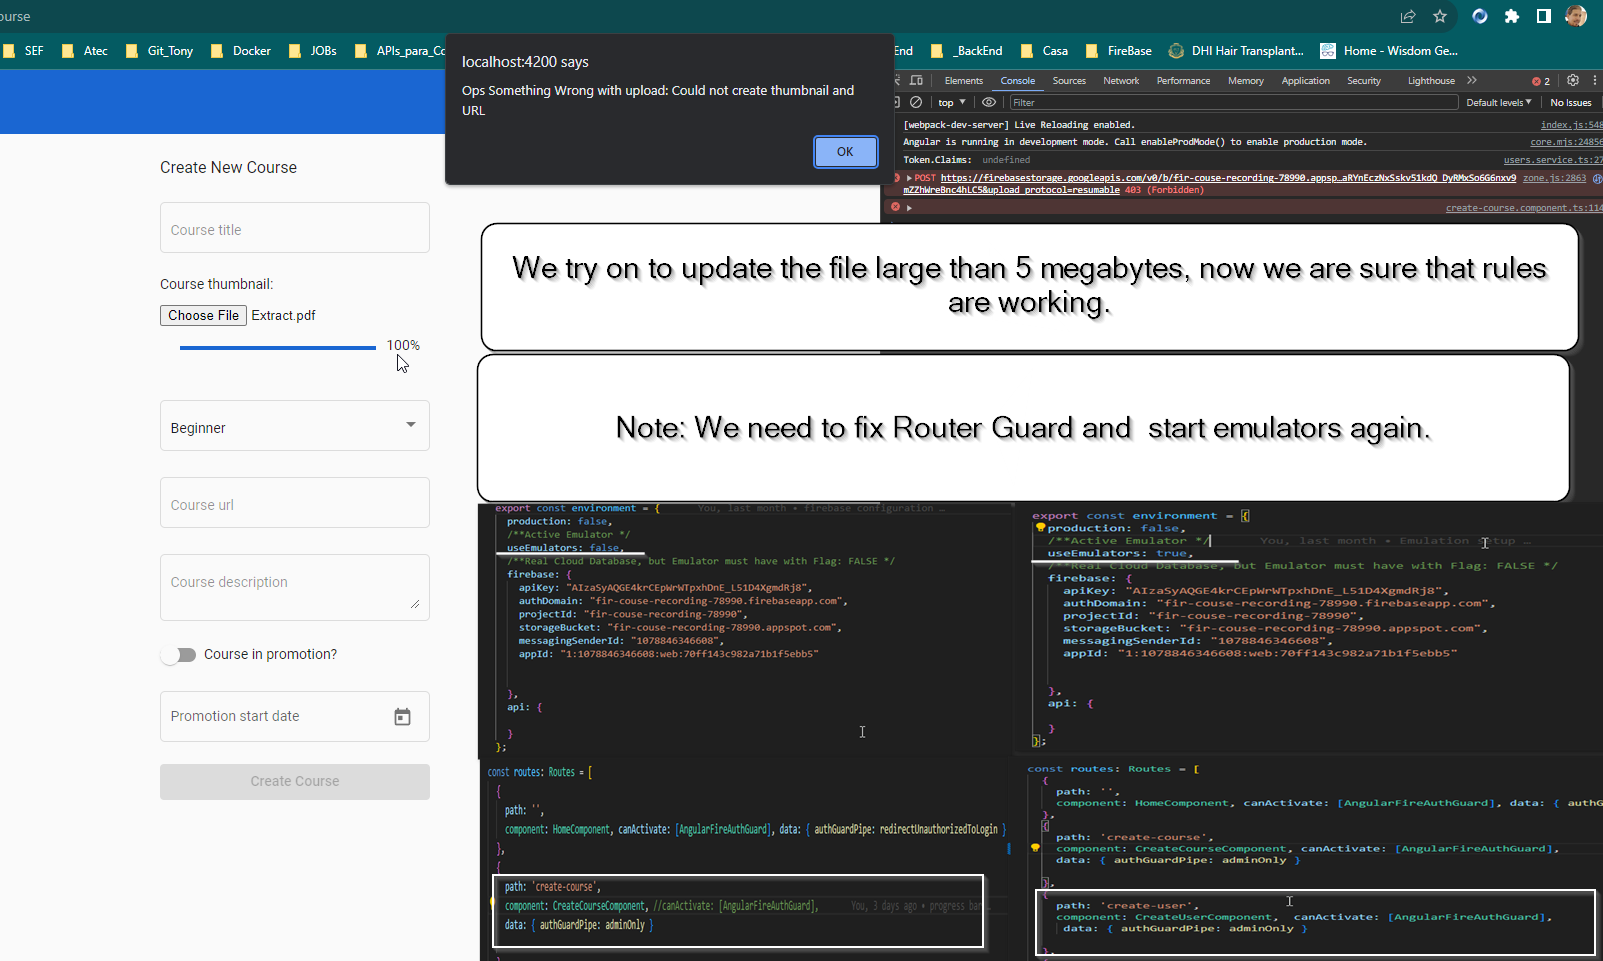 ourse
SEF
Atec
Git_Tony
Docker
JOBs
APIs_para_Co
End
_BackEnd
Casa
FireBase
DHI Hair Transplant...
Home - Wisdom Ge...
localhost:4200 says
Ops Something Wrong with upload: Could not create thumbnail and
URL
OK
Elements
Console
Sources
Network
Performance
Memory
Application
Security
Lighthouse
2
top
Filter
Default levels
No Issues
[webpack-dev-server] Live Reloading enabled.
index.js:548
Angular is running in development mode. Call enableProdMode() to enable production mode.
core.mjs:24856
Token.Claims: undefined
users.service.ts:27
POST https://firebasestorage.googleapis.com/v0/b/fir-couse-recording-78990.appsp…aRYnEczNxSskv51kdQ_DyRMxSo6G6nxv9
zone.js:2863
mZZhWreBnc4hLC5&upload_protocol=resumable 403 (Forbidden)
create-course.component.ts:114
Create New Course
Course title
Course thumbnail:
Choose File Extract.pdf
100%
Beginner
Course url
Course description
Course in promotion?
Promotion start date
Create Course
We try on to update the file large than 5 megabytes, now we are sure that rules
are working.
Note: We need to fix Router Guard and start emulators again.
export const environment = { You, last month • firebase configuration …
production: false,
/**Active Emulator */
useEmulators: false,
/**Real Cloud Database, but Emulator must have with Flag: FALSE */
firebase: {
apiKey: "AIzaSyAQGE4krCEpWrWTpxhDnE_L51D4XgmdRj8",
authDomain: "fir-couse-recording-78990.firebaseapp.com",
projectId: "fir-couse-recording-78990",
storageBucket: "fir-couse-recording-78990.appspot.com",
messagingSenderId: "1078846346608",
appId: "1:1078846346608:web:70ff143c982a71b1f5ebb5"
},
api: {
}
};
export const environment = {
production: false,
/**Active Emulator */ You, last month • Emulation setup …
useEmulators: true,
/**Real Cloud Database, but Emulator must have with Flag: FALSE */
firebase: {
apiKey: "AIzaSyAQGE4krCEpWrWTpxhDnE_L51D4XgmdRj8",
authDomain: "fir-couse-recording-78990.firebaseapp.com",
projectId: "fir-couse-recording-78990",
storageBucket: "fir-couse-recording-78990.appspot.com",
messagingSenderId: "1078846346608",
appId: "1:1078846346608:web:70ff143c982a71b1f5ebb5"
},
api: {
}
};
const routes: Routes = [
{
path: '',
component: HomeComponent, canActivate: [AngularFireAuthGuard], data: { authGuardPipe: redirectUnauthorizedToLogin }
},
{
path: 'create-course',
component: CreateCourseComponent, //canActivate: [AngularFireAuthGuard], You, 3 days ago • progress bar…
data: { authGuardPipe: adminOnly }
}
const routes: Routes = [
{
path: '',
component: HomeComponent, canActivate: [AngularFireAuthGuard], data: { authG
},
{
path: 'create-course',
component: CreateCourseComponent, canActivate: [AngularFireAuthGuard],
data: { authGuardPipe: adminOnly }
},
{
path: 'create-user',
component: CreateUserComponent, canActivate: [AngularFireAuthGuard],
data: { authGuardPipe: adminOnly }
},